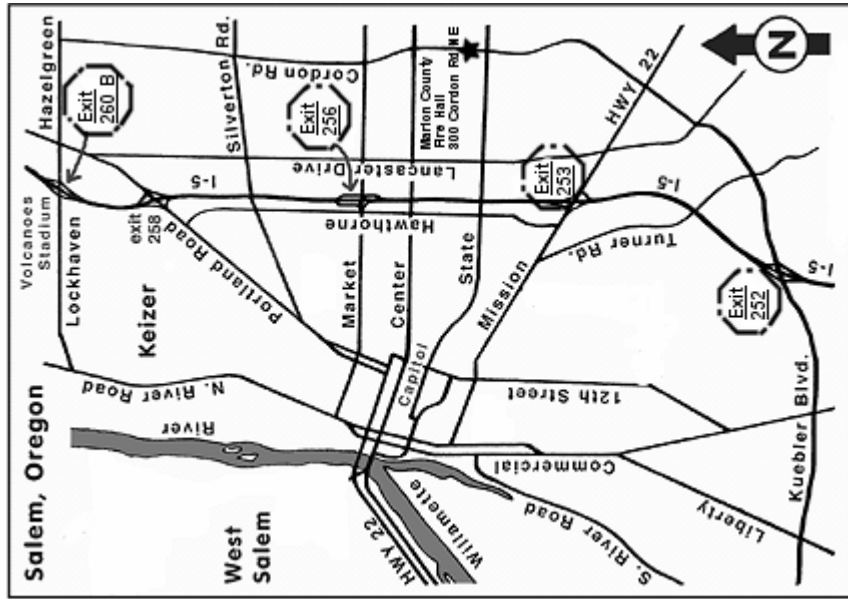 Salem, Oregon
Volcanoes
Stadium
Hazelgreen
Exit
260 B
Lockhaven
I-5
exit
258
Keizer
Portland Road
Silverton Rd.
N. River Road
River
Cordon Rd.
Exit
256
Lancaster Drive
Hawthorne
Market
Center
Marion County
Fire Hall
300 Cordon Rd NE
State
Capitol
West
Salem
HWY 22
Willamette
Mission
Exit
253
HWY 22
N
12th Street
Commercial
Turner Rd.
I-5
Exit
252
I-5
S. River Road
Liberty
Kuebler Blvd.